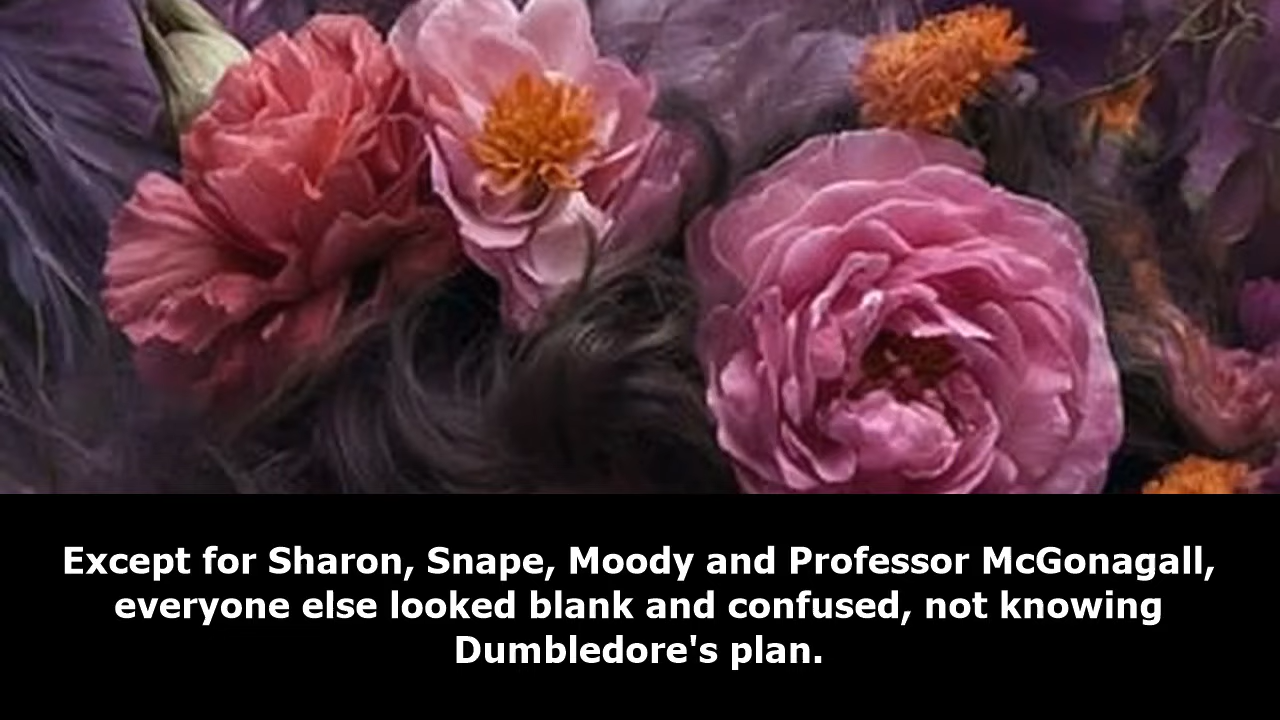 Except for Sharon, Snape, Moody and Professor McGonagall,
everyone else looked blank and confused, not knowing
Dumbledore's plan.